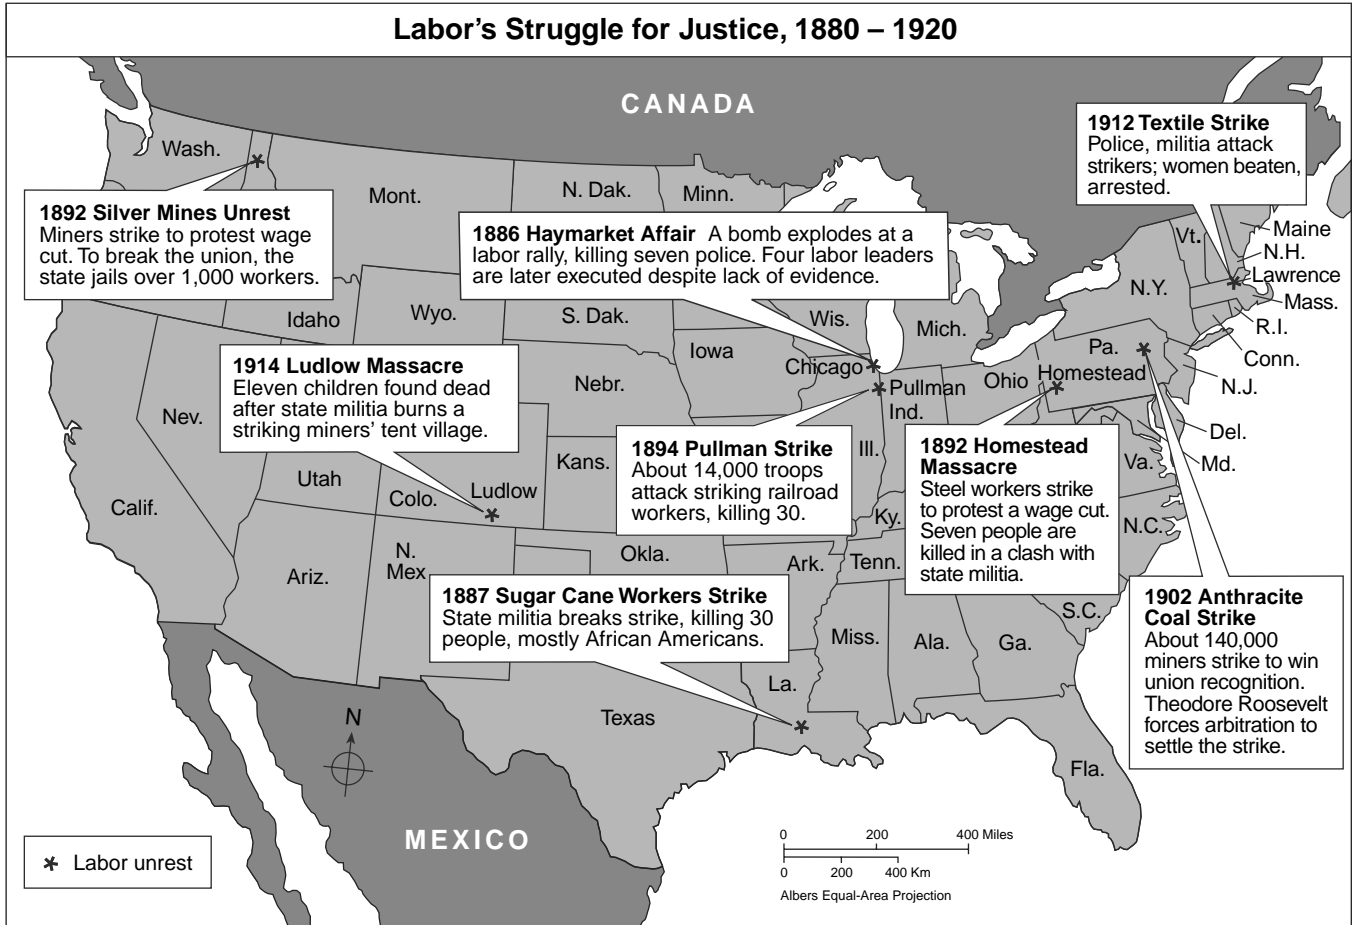 Labor's Struggle for Justice, 1880 – 1920
CANADA
1912 Textile Strike
Police, militia attack
strikers; women beaten,
arrested.
Wash.
Mont.
N. Dak.
Minn.
1892 Silver Mines Unrest
Miners strike to protest wage
cut. To break the union, the
state jails over 1,000 workers.
1886 Haymarket Affair A bomb explodes at a
labor rally, killing seven police. Four labor leaders
are later executed despite lack of evidence.
Vt.
Maine
N.H.
Lawrence
Mass.
R.I.
Conn.
N.Y.
N.J.
Idaho
Wyo.
S. Dak.
Wis.
Mich.
Iowa
Chicago
Pullman
Ind.
Ohio
Pa.
Homestead
Del.
Md.
1914 Ludlow Massacre
Eleven children found dead
after state militia burns a
striking miners' tent village.
Nebr.
Nev.
Utah
Colo.
Ludlow
Kans.
1894 Pullman Strike
About 14,000 troops
attack striking railroad
workers, killing 30.
Ill.
1892 Homestead
Massacre
Steel workers strike
to protest a wage cut.
Seven people are
killed in a clash with
state militia.
Va.
Calif.
Ariz.
N.
Mex
Okla.
Ark.
Ky.
Tenn.
N.C.
S.C.
1887 Sugar Cane Workers Strike
State militia breaks strike, killing 30
people, mostly African Americans.
1902 Anthracite
Coal Strike
About 140,000
miners strike to win
union recognition.
Theodore Roosevelt
forces arbitration to
settle the strike.
Miss.
Ala.
Ga.
La.
Texas
Fla.
N
MEXICO
Labor unrest
0 200 400 Miles
0 200 400 Km
Albers Equal-Area Projection